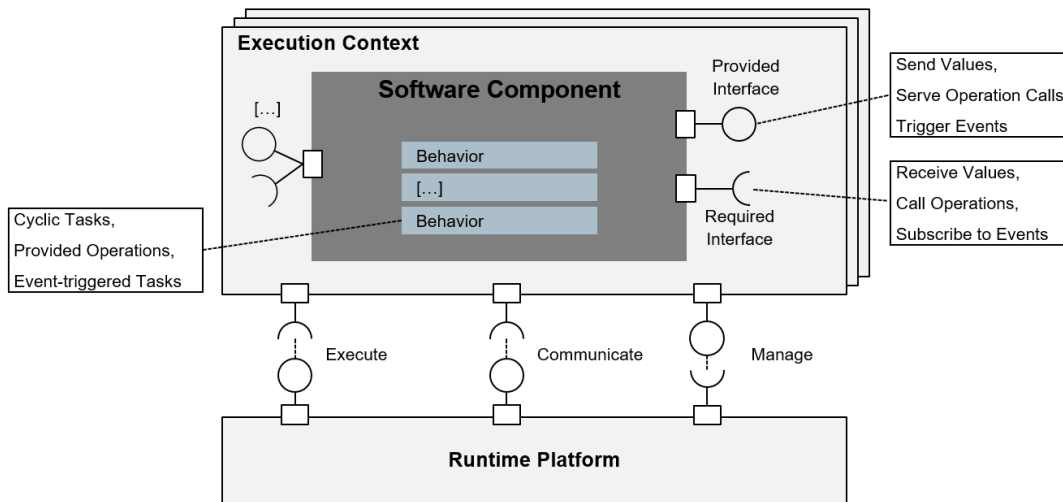 Execution Context
Software Component
[...]
Provided
Interface
Send Values,
Serve Operation Calls
Trigger Events
Behavior
[...]
Behavior
Required
Interface
Receive Values,
Call Operations,
Subscribe to Events
Cyclic Tasks,
Provided Operations,
Event-triggered Tasks
Execute
Communicate
Manage
Runtime Platform